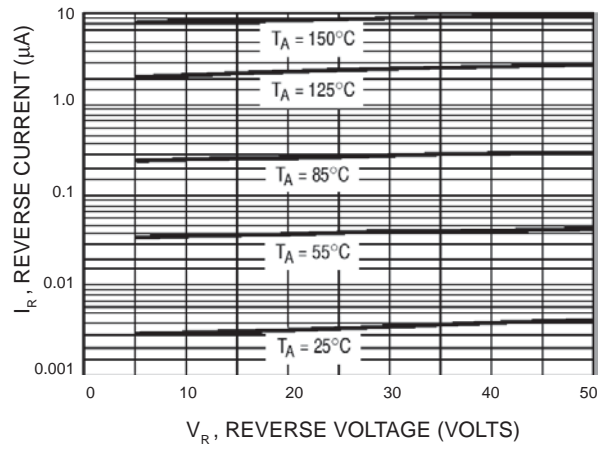 I_R , REVERSE CURRENT (μA)
10
1.0
0.1
0.01
0.001
T_A = 150°C
T_A = 125°C
T_A = 85°C
T_A = 55°C
T_A = 25°C
0 10 20 30 40 50
V_R , REVERSE VOLTAGE (VOLTS)